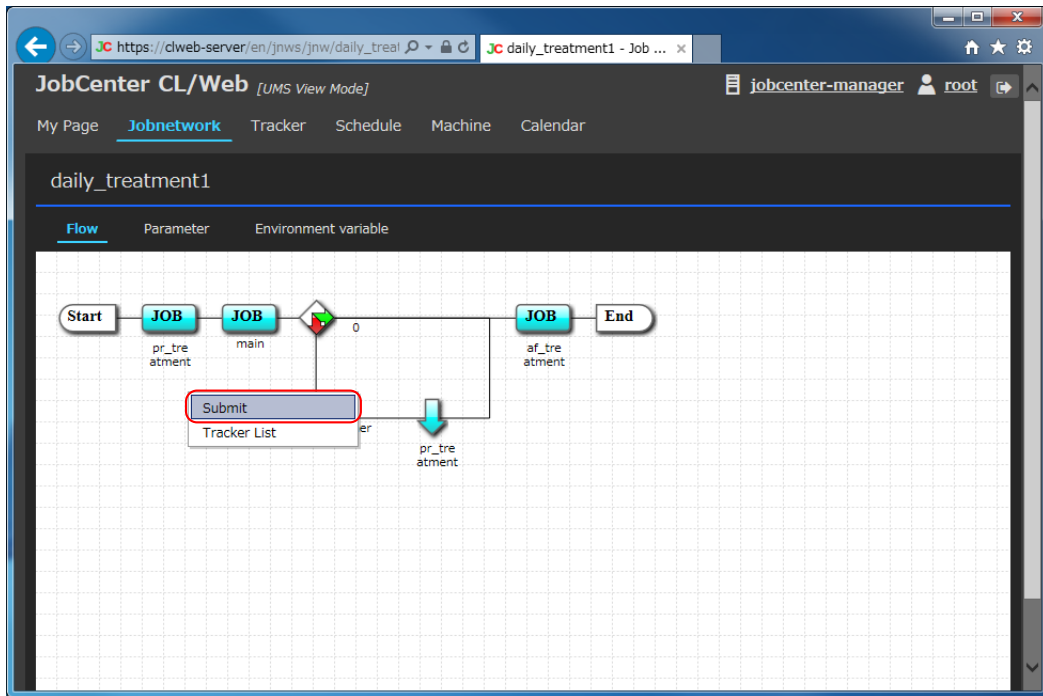 JC https://clweb-server/en/jnws/jnw/daily_treat
JC daily_treatment1 - Job ...
JobCenter CL/Web [UMS View Mode]
jobcenter-manager root
My Page Jobnetwork Tracker Schedule Machine Calendar
daily_treatment1
Flow Parameter Environment variable
Start JOB JOB JOB End
0
pr_tre
atment
main
af_tre
atment
Submit
Tracker List
er
pr_tre
atment